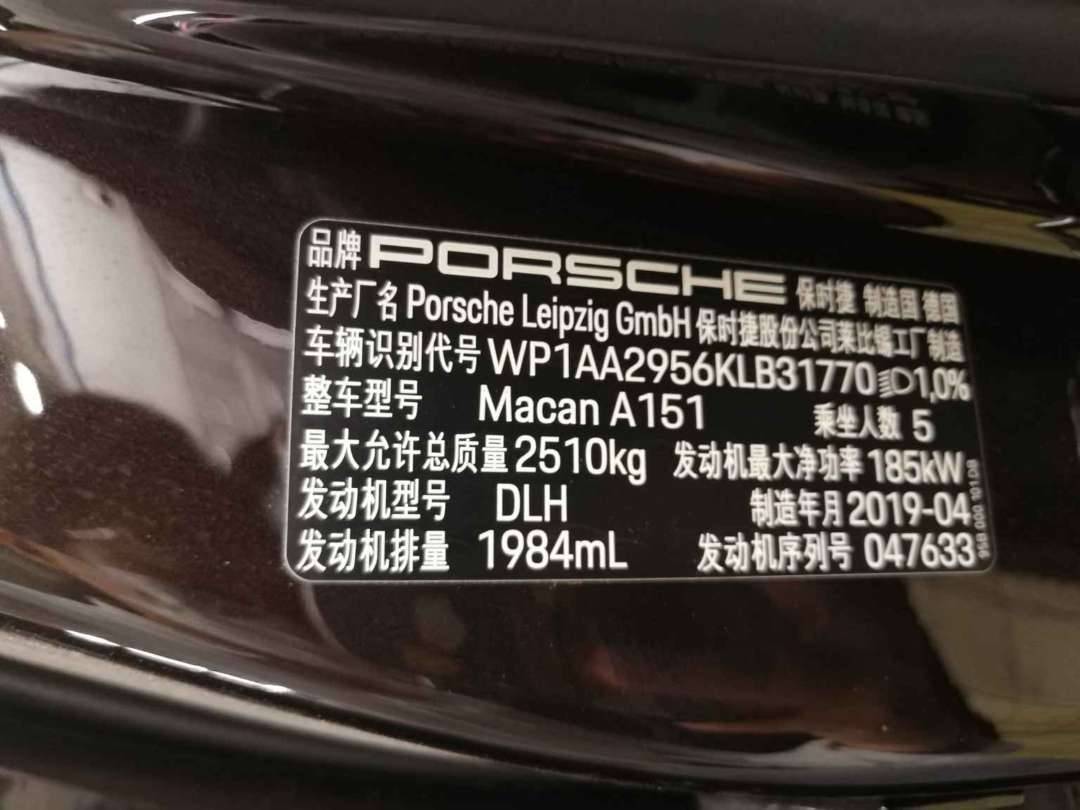 品牌 PORSCHE 保时捷 制造国 德国
生产厂名 Porsche Leipzig GmbH 保时捷股份公司莱比锡工厂制造
车辆识别代号 WP1AA2956KLB31770 1,0%
整车型号 Macan A151 乘坐人数 5
最大允许总质量 2510kg 发动机最大净功率 185kW
发动机型号 DLH 制造年月 2019-04
发动机排量 1984mL 发动机序列号 047633
95B 000 101 DB